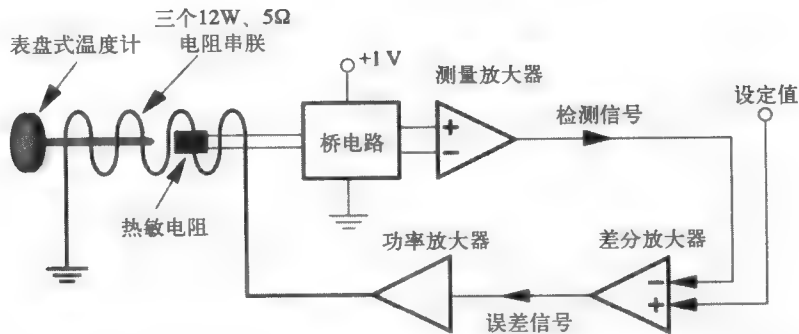 三个12W、5Ω
电阻串联
表盘式温度计
+1 V
测量放大器
设定值
桥电路
+
−
检测信号
热敏电阻
功率放大器
差分放大器
−
+
误差信号